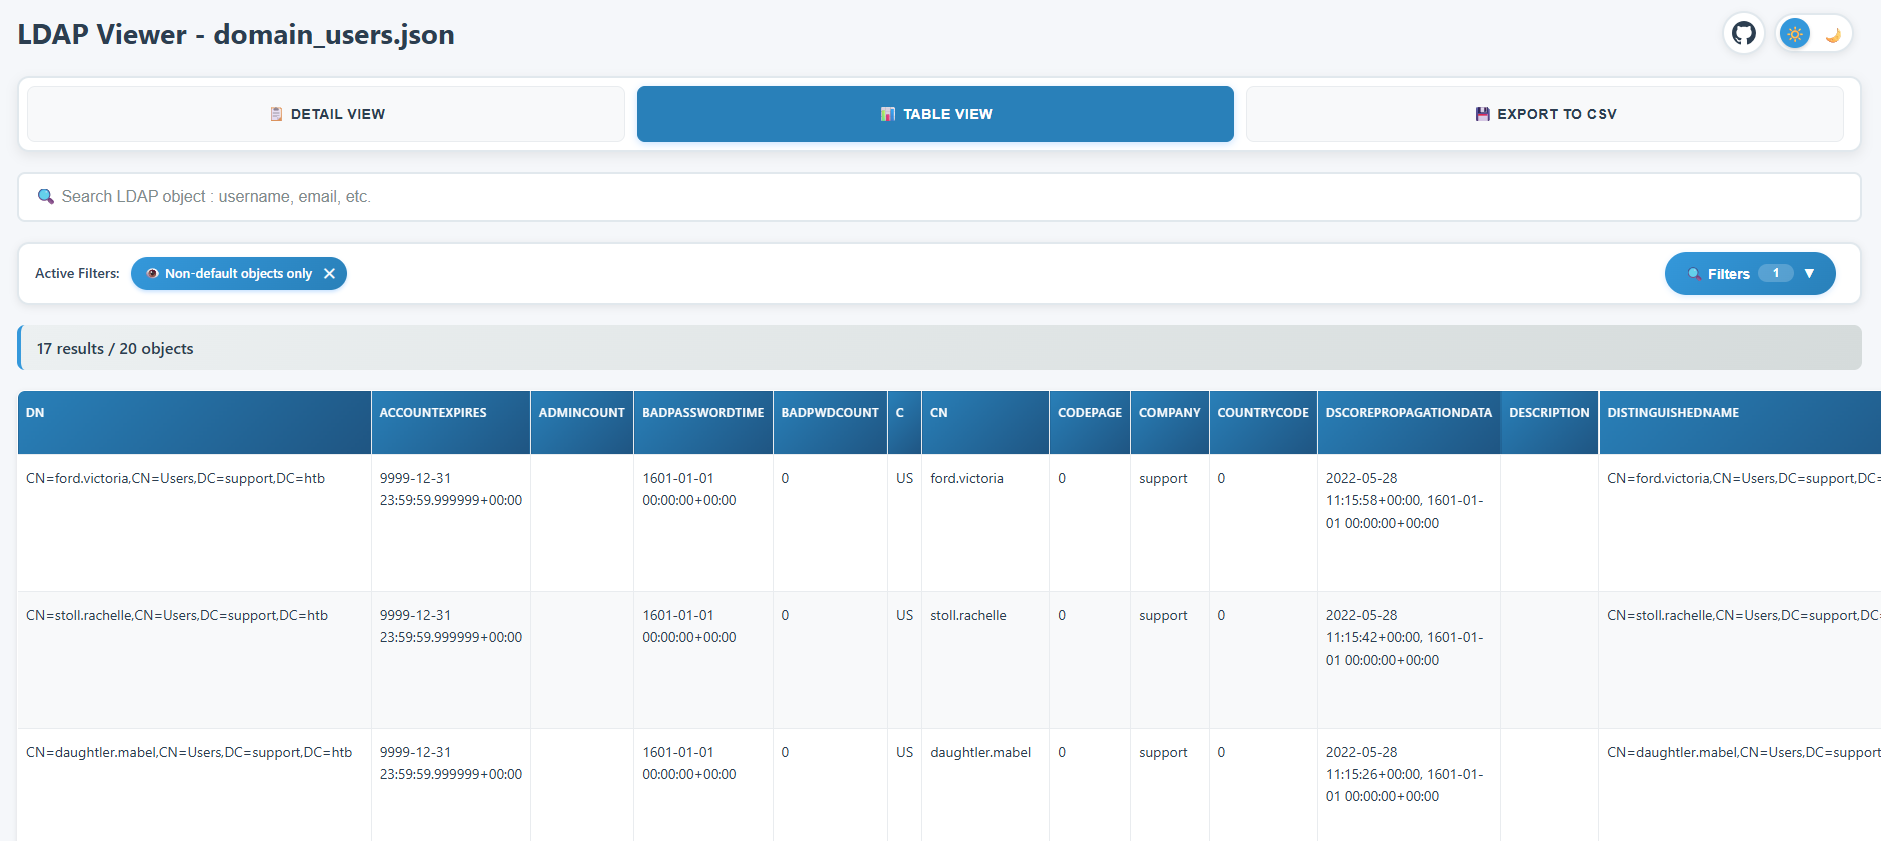 LDAP Viewer - domain_users.json
DETAIL VIEW
TABLE VIEW
EXPORT TO CSV
Search LDAP object : username, email, etc.
Active Filters: Non-default objects only ✕
Filters 1 ▼
17 results / 20 objects
DN ACCOUNTEXPIRES ADMINCOUNT BADPASSWORDTIME BADPWDCOUNT C CN CODEPAGE COMPANY COUNTRYCODE DSCOREPROPAGATIONDATA DESCRIPTION DISTINGUISHEDNAME
CN=ford.victoria,CN=Users,DC=support,DC=htb 9999-12-31 1601-01-01 0 US ford.victoria 0 support 0 2022-05-28 CN=ford.victoria,CN=Users,DC=support,DC=
23:59:59.999999+00:00 00:00:00+00:00 11:15:58+00:00, 1601-01-
01 00:00:00+00:00
CN=stoll.rachelle,CN=Users,DC=support,DC=htb 9999-12-31 1601-01-01 0 US stoll.rachelle 0 support 0 2022-05-28 CN=stoll.rachelle,CN=Users,DC=support,DC=
23:59:59.999999+00:00 00:00:00+00:00 11:15:42+00:00, 1601-01-
01 00:00:00+00:00
CN=daughtler.mabel,CN=Users,DC=support,DC=htb 9999-12-31 1601-01-01 0 US daughtler.mabel 0 support 0 2022-05-28 CN=daughtler.mabel,CN=Users,DC=support
23:59:59.999999+00:00 00:00:00+00:00 11:15:26+00:00, 1601-01-
01 00:00:00+00:00